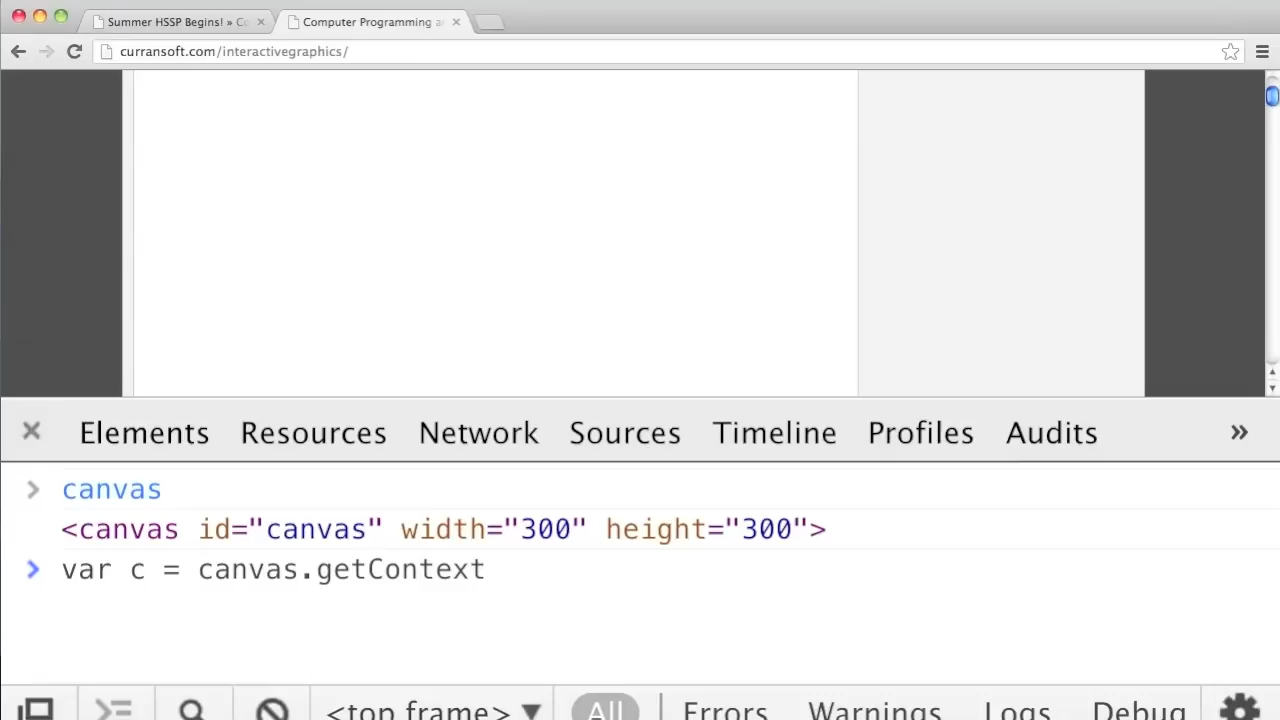 Summer HSSP Begins! » Co
Computer Programming a
curransoft.com/interactivegraphics/
Elements Resources Network Sources Timeline Profiles Audits »
> canvas
<canvas id="canvas" width="300" height="300">
> var c = canvas.getContext
<top frame> ▼ All Errors Warnings Logs Debug